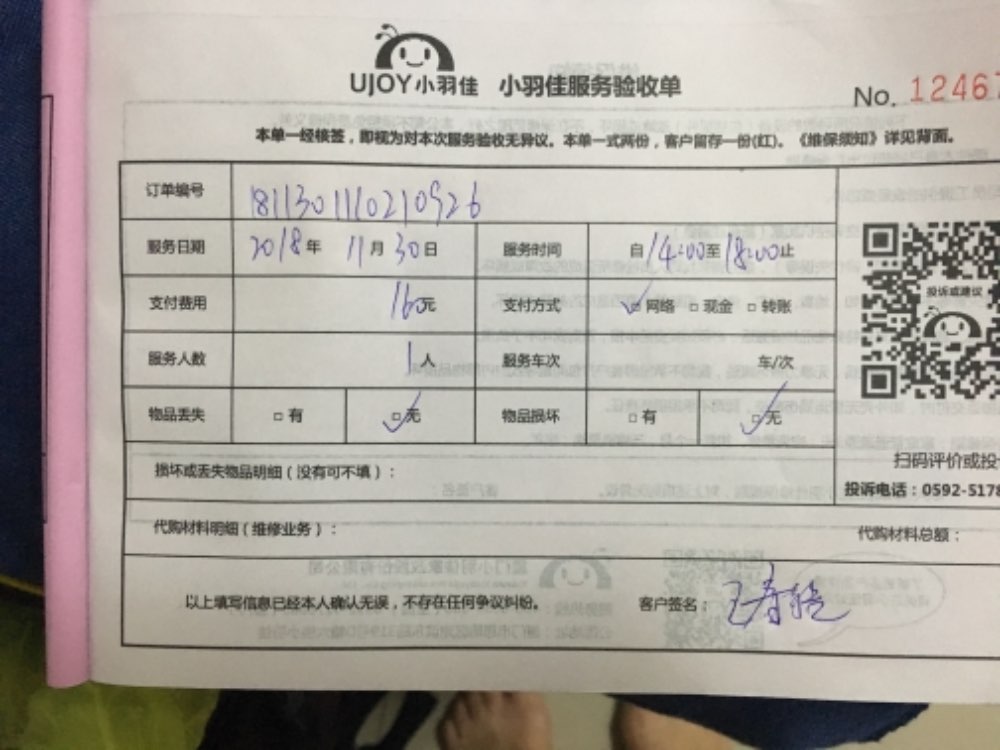 UJOY小羽佳 小羽佳服务验收单
No. 12467
本单一经核签，即视为对本次服务验收无异议。本单一式两份，客户留存一份(红)。《维保须知》详见背面。
订单编号 1811301110210926
服务日期 2018年 11月30日 服务时间 自14:00至18:00止
支付费用 160元 支付方式 网络 现金 转账
投诉或建议
服务人数 1人 服务车次 车/次
物品丢失 有 无 物品损坏 有 无
扫码评价或投
损坏或丢失物品明细（没有可不填）：
投诉电话：0592-5178
代购材料明细（维修业务）： 代购材料总额：
以上填写信息已经本人确认无误，不存在任何争议纠纷。 客户签名：